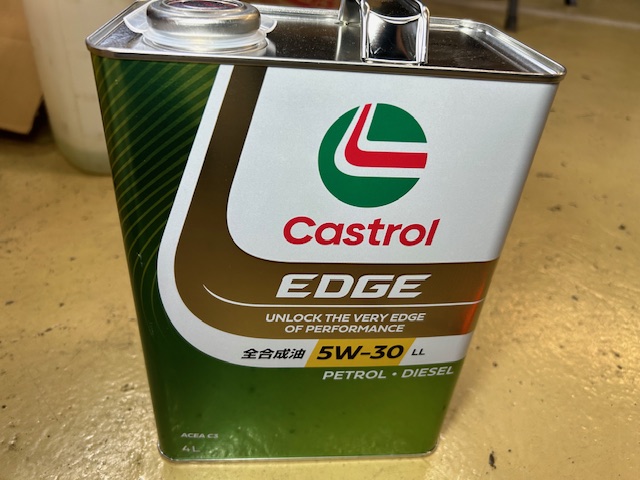 Castrol
EDGE
UNLOCK THE VERY EDGE
OF PERFORMANCE
全合成油 5W-30 LL
PETROL • DIESEL
ACEA C3
4L